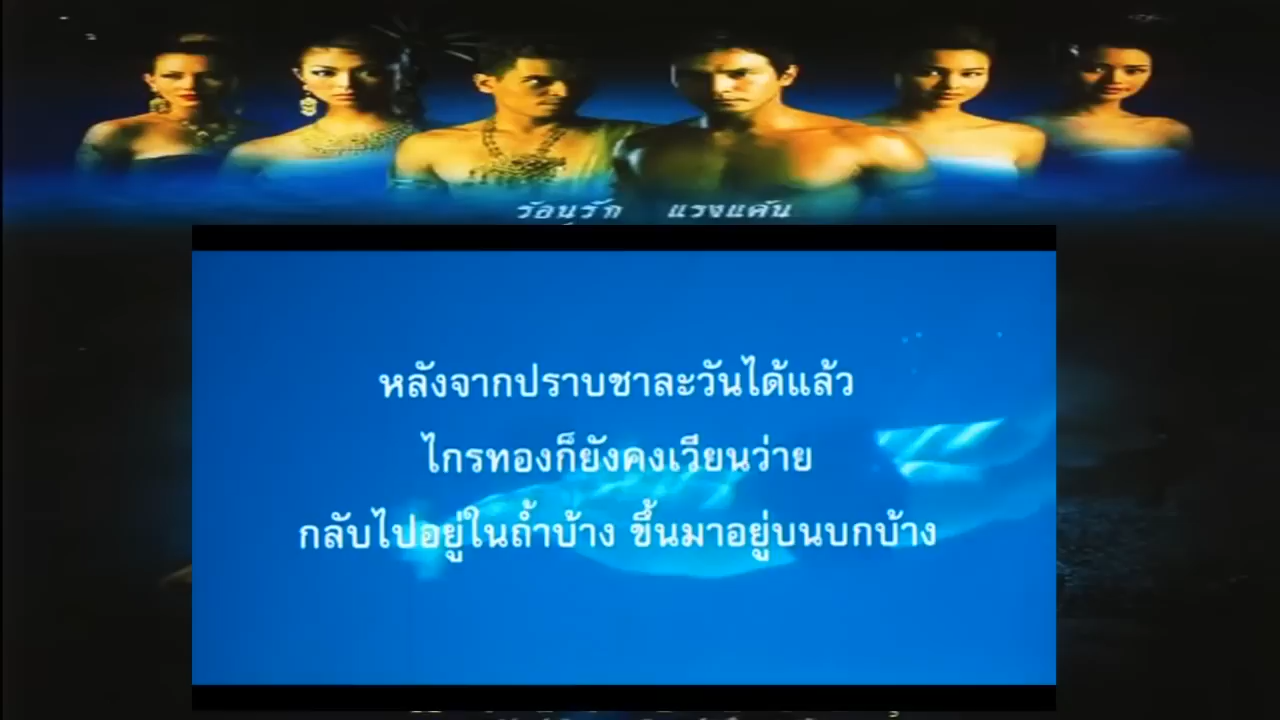 ร้อนรัก แรงแค้น
หลังจากปราบชาละวันได้แล้ว
ไกรทองก็ยังคงเวียนว่าย
กลับไปอยู่ในถ้ำบ้าง ขึ้นมาอยู่บนบกบ้าง